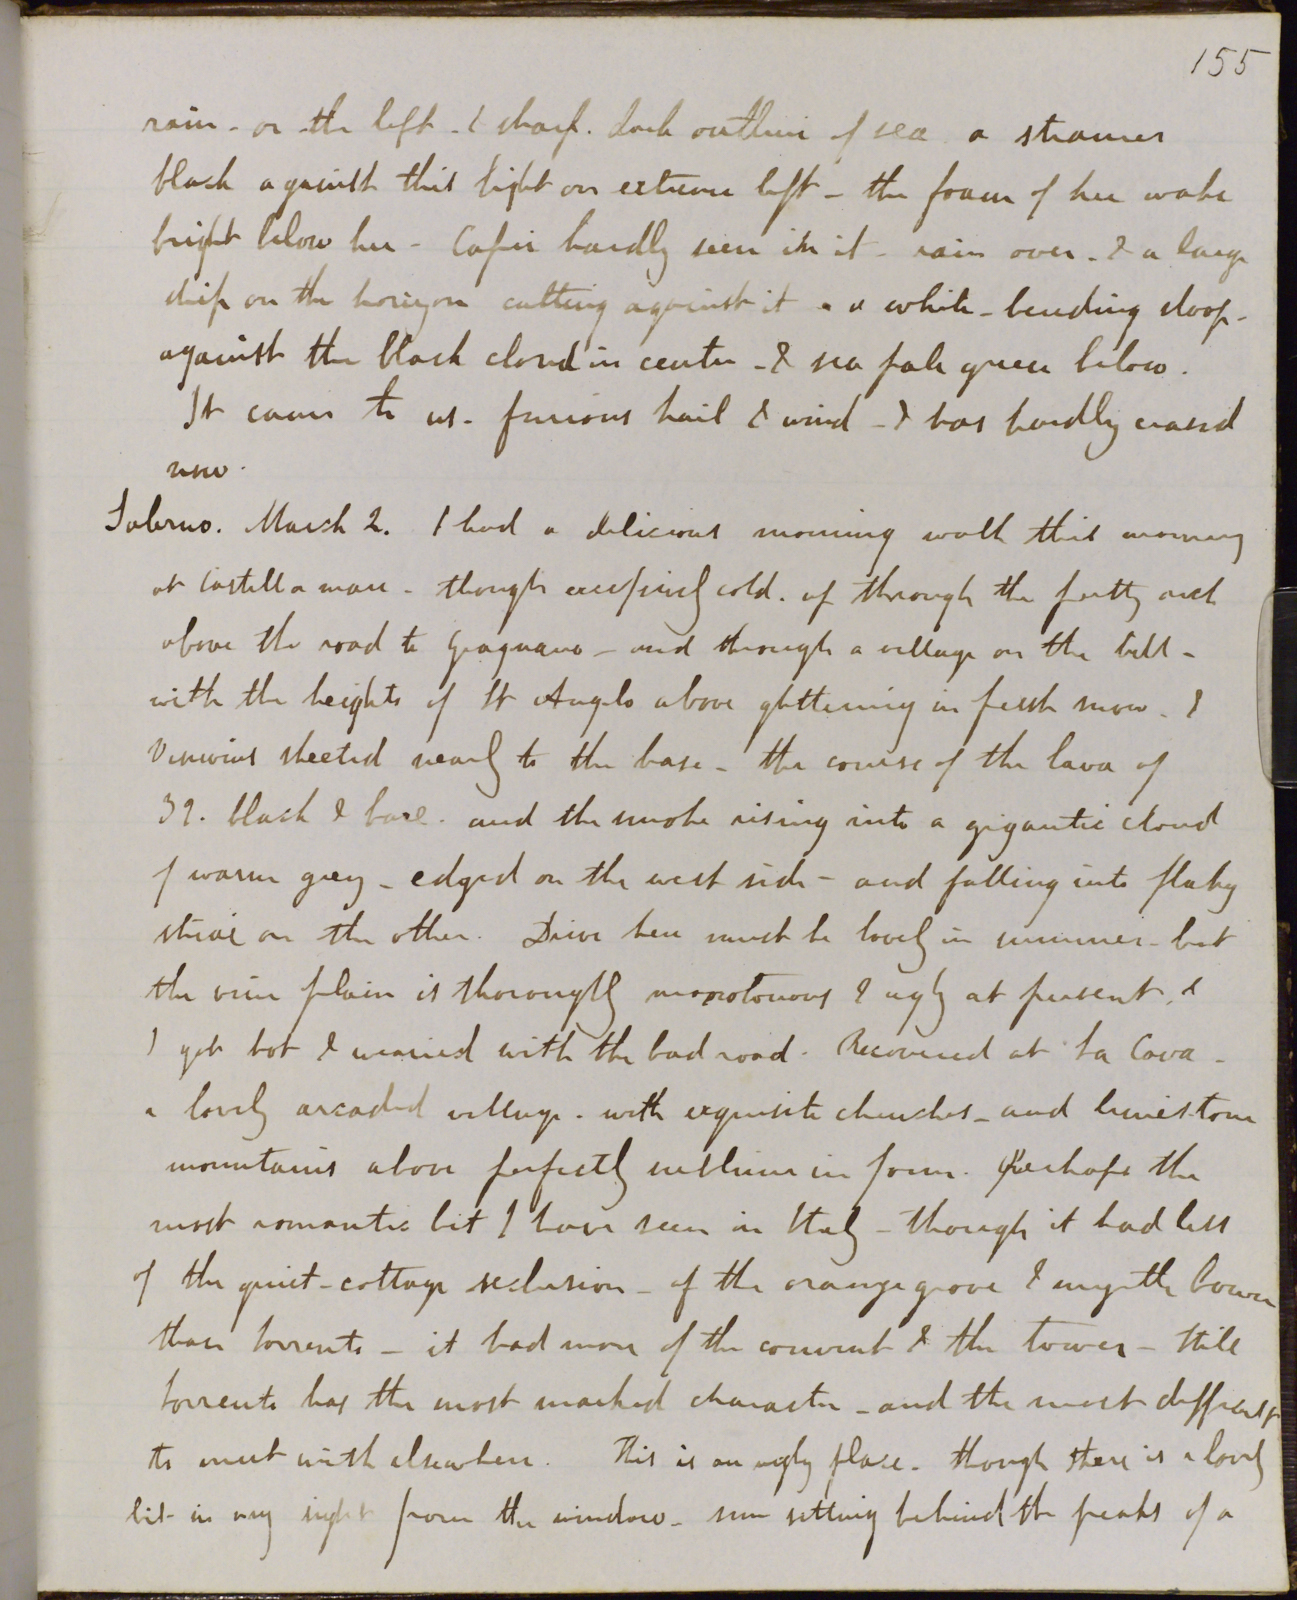 155
rain - on the left - & sharp. dark outline of sea a steamer
black against this light on extreme left - the foam of her wake
bright below her - Capri hardly seen in it - rain over - & a large
ship on the horizon cutting against it - a white - bending sloop -
against the black cloud in centre - & sea pale green below.
It came to us - furious hail & wind - & has hardly ceased
now.
Salerno. March 2. I had a delicious morning walk this morning
at Castellamare - though excessively cold. up through the pretty arch
above the road to Gragnano - and through a village on the hill -
with the heights of St Angelo above glittering in fresh snow. &
Vesuvius sheeted nearly to the base - the course of the lava of
39. black & bare. and the smoke rising into a gigantic cloud
of warm grey - edged on the west side - and falling into flaky
striae on the other. Drive here must be lovely in summer - but
the vine plain is thoroughly monotonous & ugly at present, &
I got hot & wearied with the bad road. Recovered at La Cava -
a lovely arcaded village. with exquisite churches - and limestone
mountains above perfectly sublime in form. Perhaps the
most romantic bit I have seen in Italy - though it had less
of the quiet - cottage seclusion - of the orange grove & myrtle bower
than Sorrento - it had more of the convent & the tower - Still
Sorrento has the most marked character - and the most difficult
to meet with elsewhere. This is an ugly place. though there is a lovely
bit in my sight from the window - sun setting behind the peaks of a